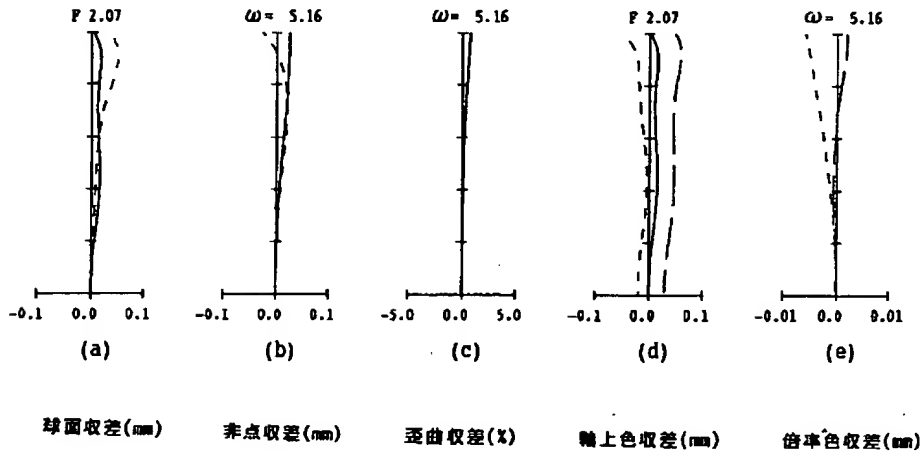 F 2.07
ω= 5.16
ω= 5.16
F 2.07
ω= 5.16
-0.1 0.0 0.1
-0.1 0.0 0.1
-5.0 0.0 5.0
-0.1 0.0 0.1
-0.01 0.0 0.01
(a)
(b)
(c)
(d)
(e)
球面収差(mm)
非点収差(mm)
歪曲収差(%)
軸上色収差(mm)
倍率色収差(mm)